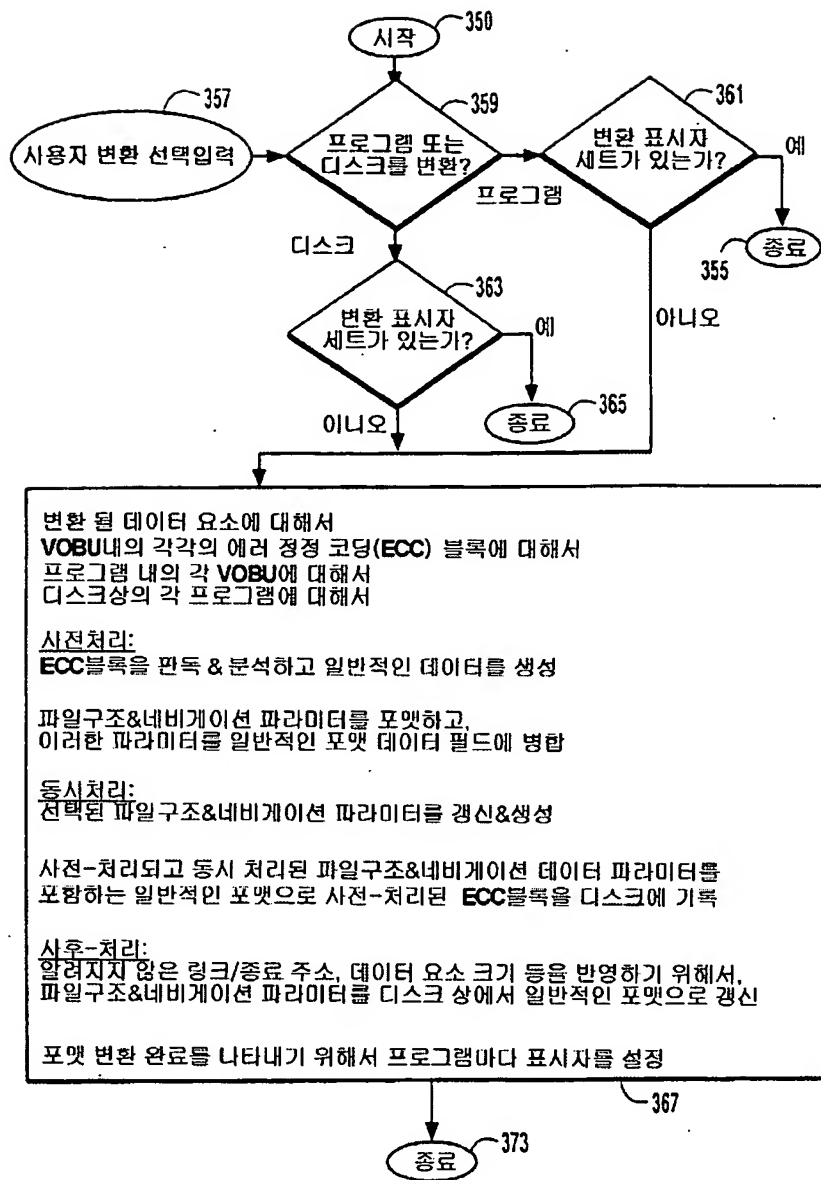 시작
350
357
사용자 변환 선택입력
359
프로그램 또는
디스크를 변환?
프로그램
361
변환 표시자
세트가 있는가?
예
종료
355
아니오
디스크
363
변환 표시자
세트가 있는가?
예
종료
365
이니오
변환 될 데이터 요소에 대해서
VOBU내의 각각의 에러 정정 코딩(ECC) 블록에 대해서
프로그램 내의 각 VOBU에 대해서
디스크상의 각 프로그램에 대해서
사전처리:
ECC블록을 판독 & 분석하고 일반적인 데이터를 생성
파일구조&네비게이션 파라미터를 포맷하고,
이러한 파라미터를 일반적인 포맷 데이터 필드에 병합
동시처리:
선택된 파일구조&네비게이션 파라미터를 갱신&생성
사전-처리되고 동시 처리된 파일구조&네비게이션 데이터 파라미터를
포함하는 일반적인 포맷으로 사전-처리된 ECC블록을 디스크에 기록
사후-처리:
알려지지 않은 링크/종료 주소, 데이터 요소 크기 등을 반영하기 위해서,
파일구조&네비게이션 파라미터를 디스크 상에서 일반적인 포맷으로 갱신
포맷 변환 완료를 나타내기 위해서 프로그램마다 표시자를 설정
367
종료
373